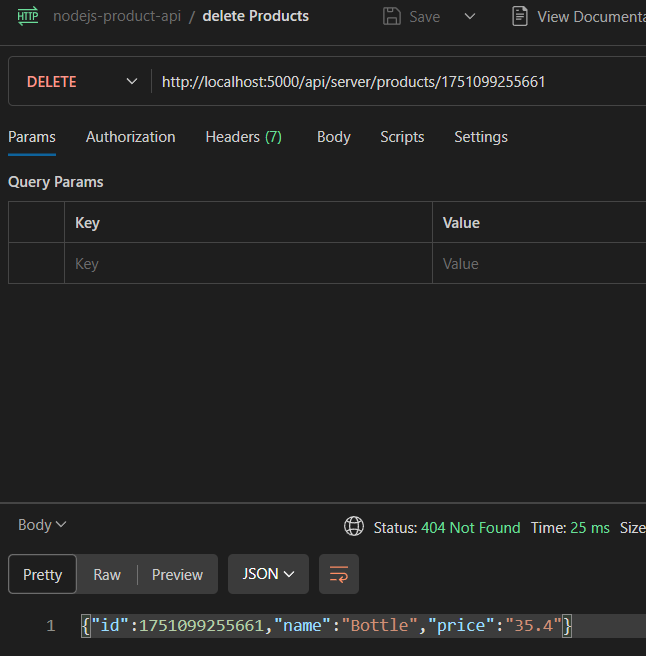 HTTP nodejs-product-api / delete Products Save View Documenta
DELETE http://localhost:5000/api/server/products/1751099255661
Params Authorization Headers (7) Body Scripts Settings
Query Params
Key Value
Key Value
Body Status: 404 Not Found Time: 25 ms Size
Pretty Raw Preview JSON
1 {"id":1751099255661,"name":"Bottle","price":"35.4"}